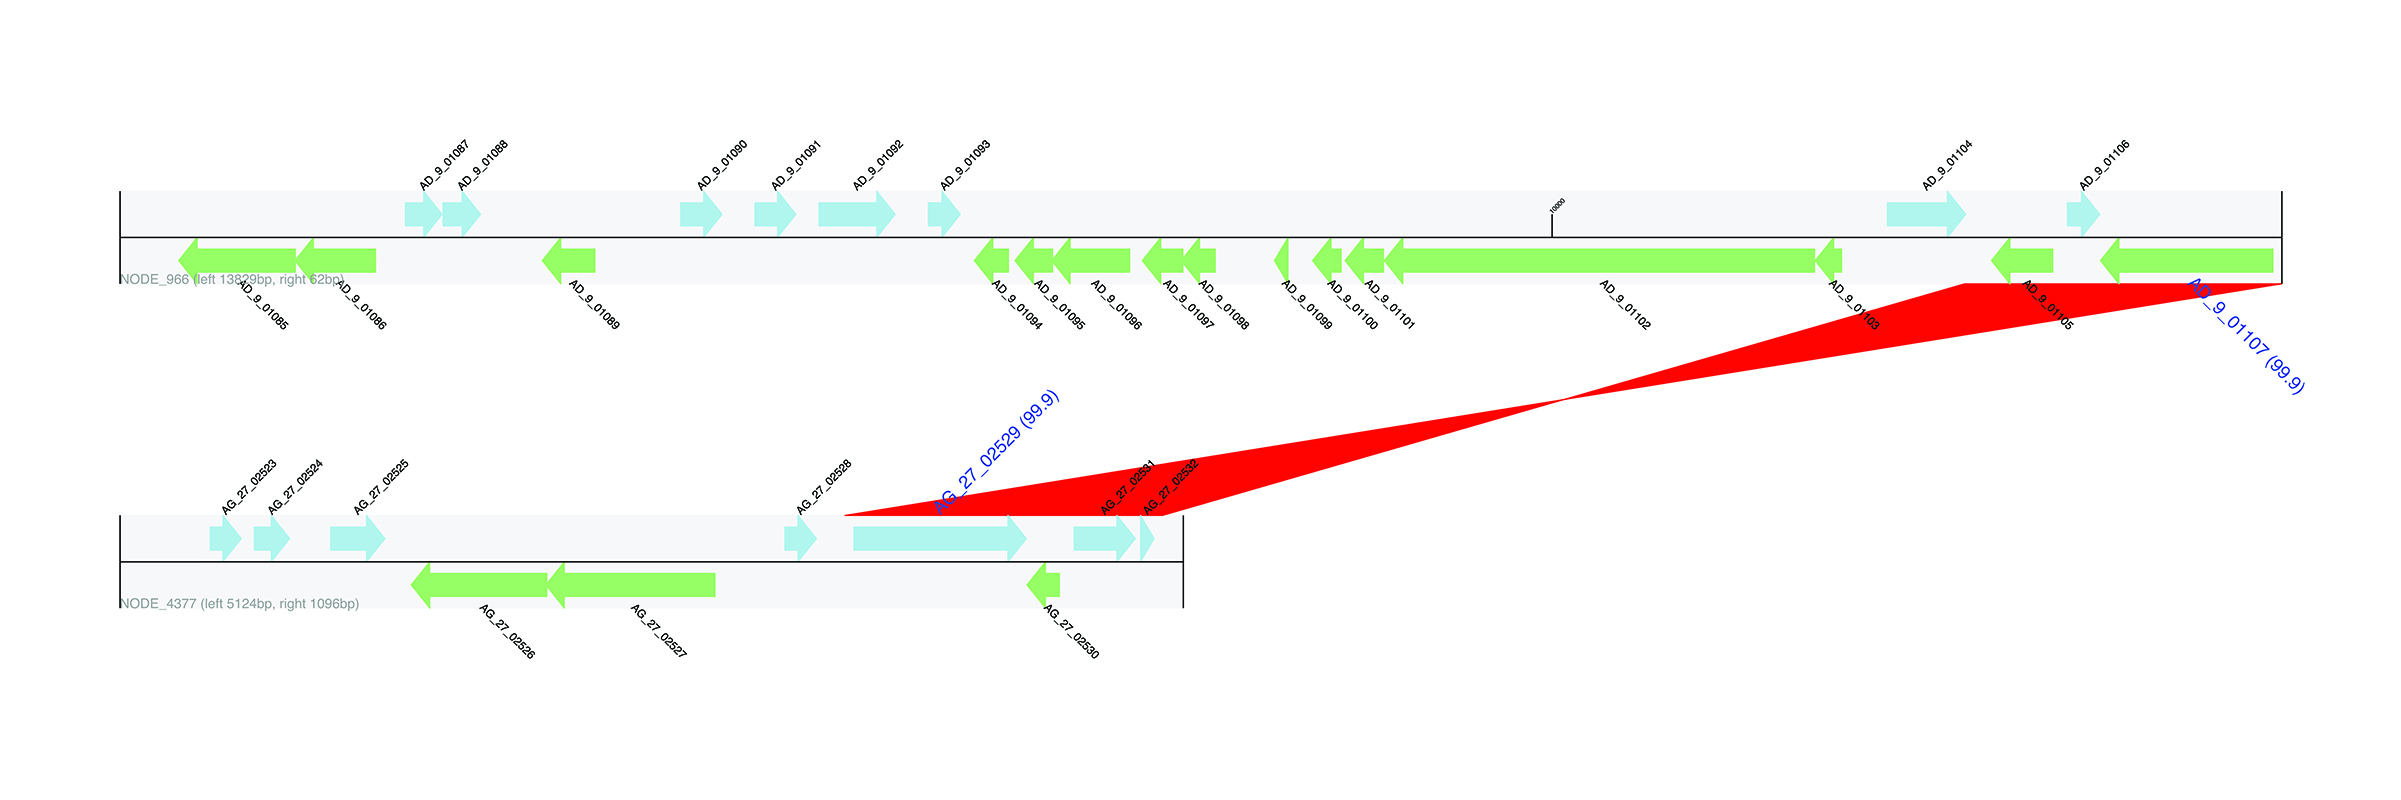 AD_9_01087
AD_9_01088
AD_9_01090
AD_9_01091
AD_9_01092
AD_9_01093
AD_9_01104
AD_9_01106
10000
NODE_966 (left 13829bp, right 62bp)
AD_9_01085
AD_9_01086
AD_9_01089
AD_9_01094
AD_9_01095
AD_9_01096
AD_9_01097
AD_9_01098
AD_9_01099
AD_9_01100
AD_9_01101
AD_9_01102
AD_9_01103
AD_9_01105
AD_9_01107 (99.9)
AG_27_02523
AG_27_02524
AG_27_02525
AG_27_02528
AG_27_02529 (99.9)
AG_27_02531
AG_27_02532
NODE_4377 (left 5124bp, right 1096bp)
AG_27_02526
AG_27_02527
AG_27_02530